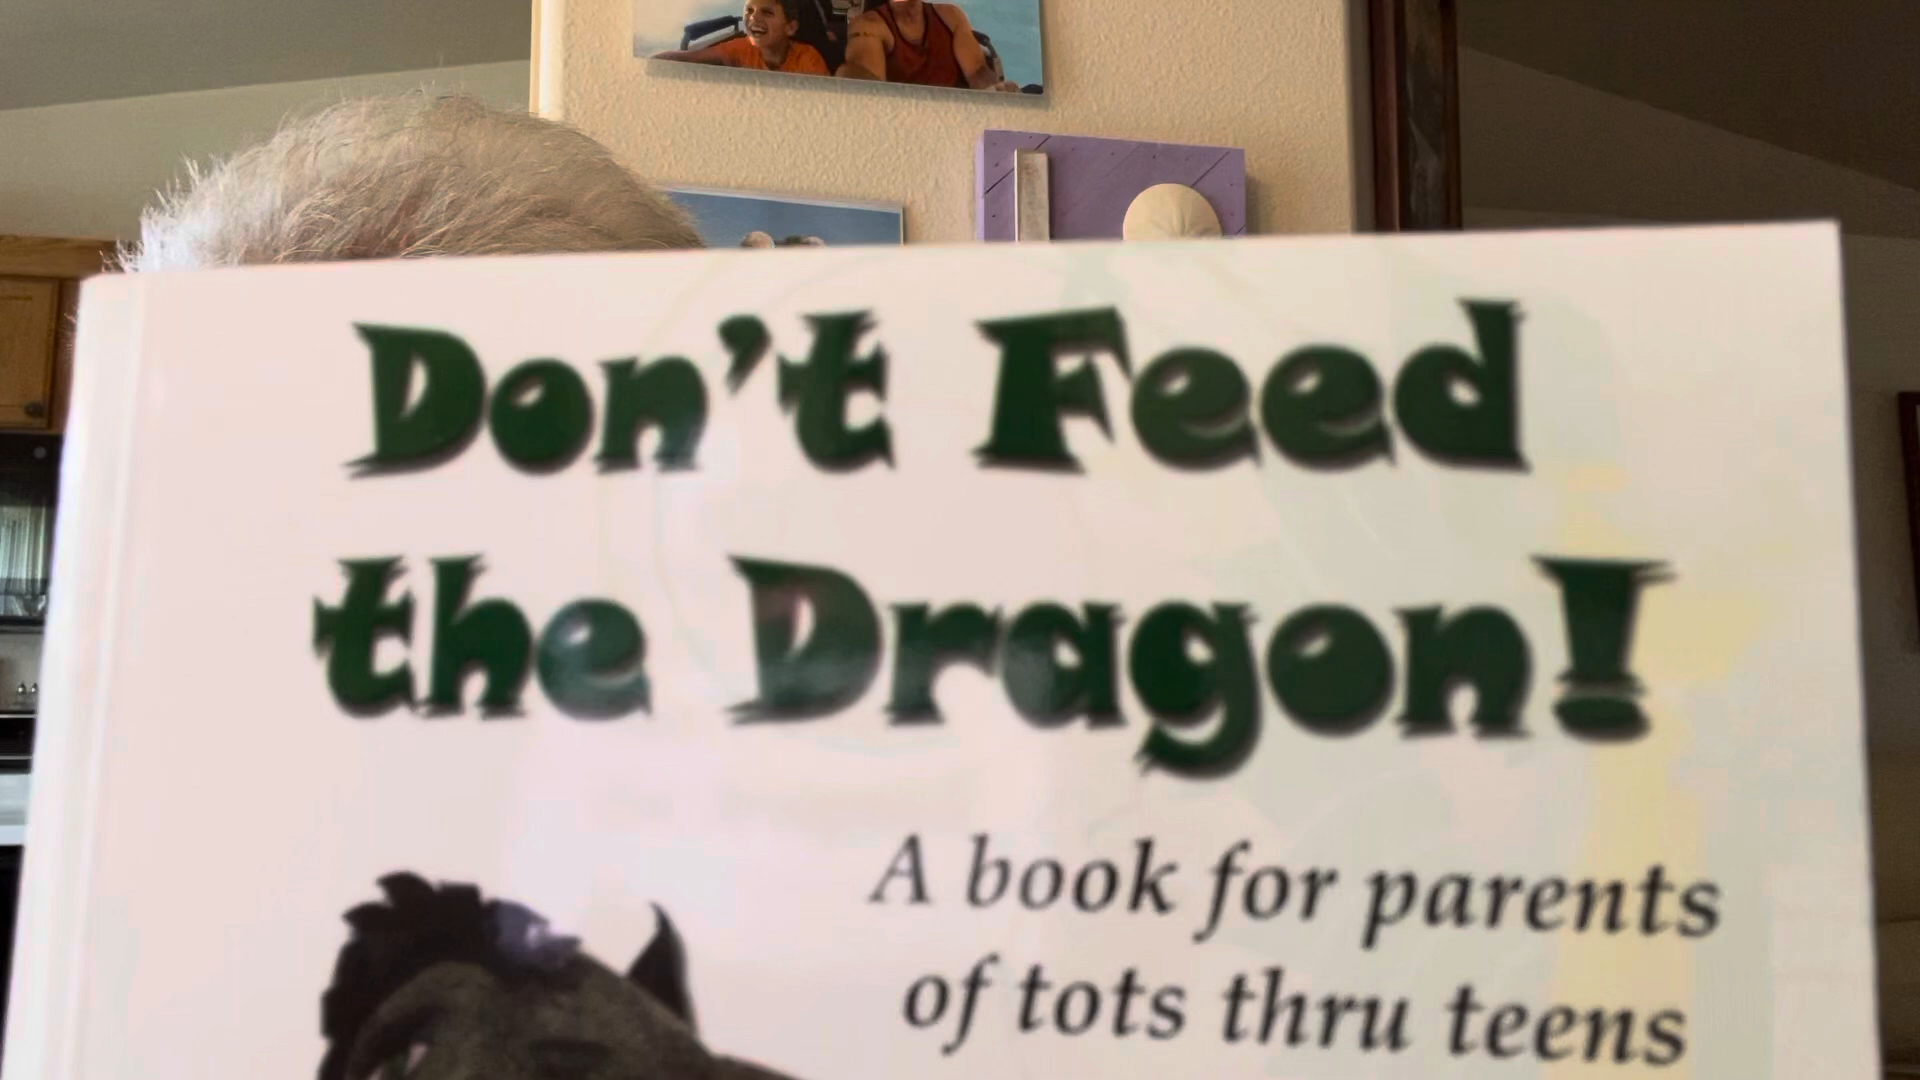 Don't Feed
the Dragon!
A book for parents
of tots thru teens